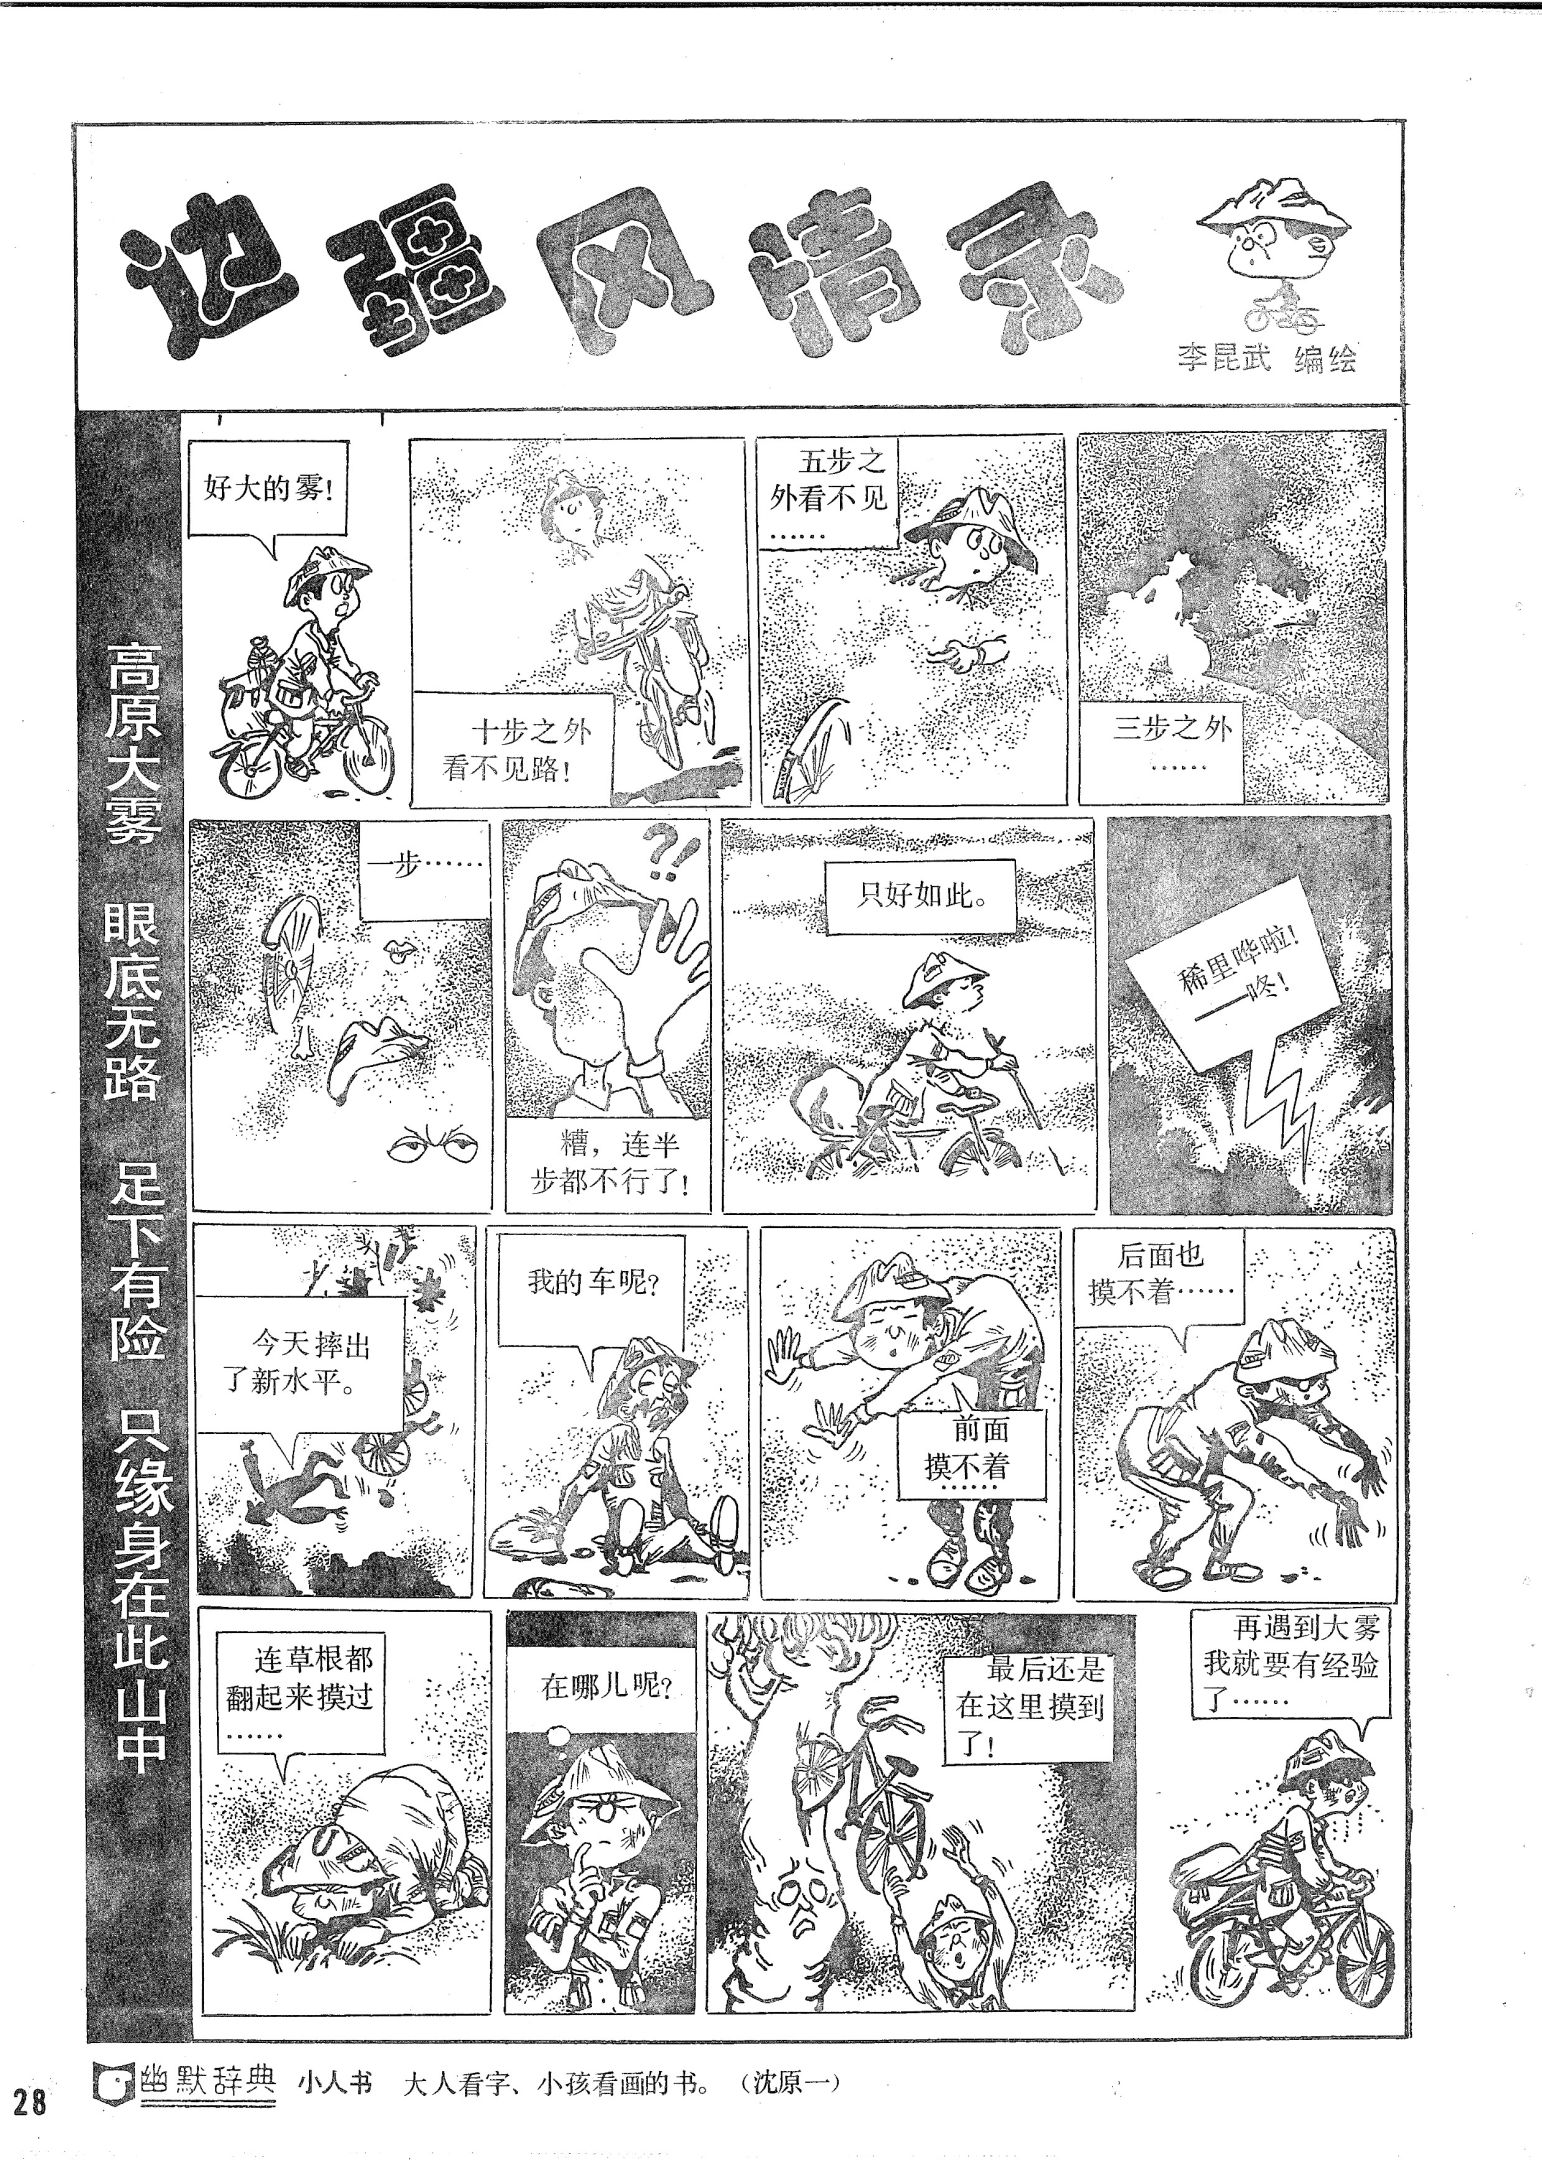 边疆风情录
李昆武 编绘
高原大雾 眼底无路 足下有险 只缘身在此山中
好大的雾！
十步之外
看不见路！
五步之
外看不见
……
三步之外
……
一步……
?!
糟，连半
步都不行了！
只好如此。
稀里哗啦！
——咚！
今天摔出
了新水平。
我的车呢？
前面
摸不着
……
后面也
摸不着……
连草根都
翻起来摸过
……
在哪儿呢？
最后还是
在这里摸到
了！
再遇到大雾
我就要有经验
了……
幽默辞典 小人书 大人看字、小孩看画的书。（沈原一）
28